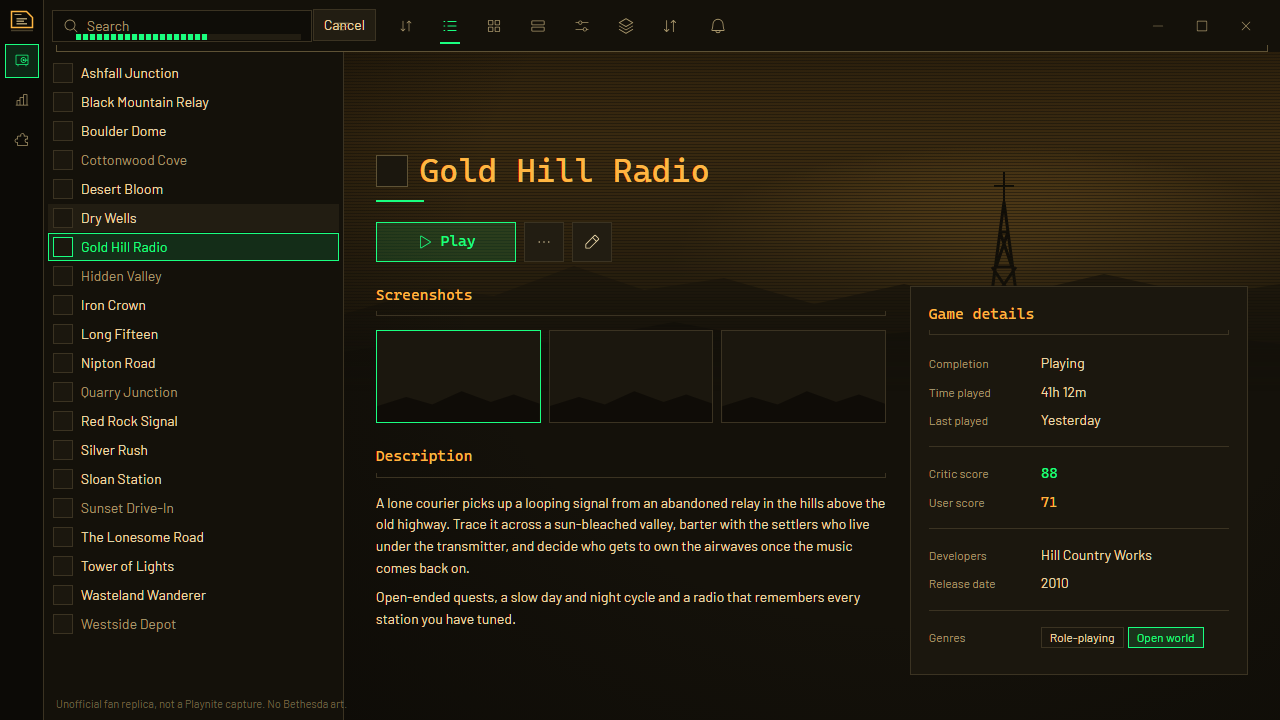 Search
Cancel
Ashfall Junction
Black Mountain Relay
Boulder Dome
Cottonwood Cove
Desert Bloom
Dry Wells
Gold Hill Radio
Hidden Valley
Iron Crown
Long Fifteen
Nipton Road
Quarry Junction
Red Rock Signal
Silver Rush
Sloan Station
Sunset Drive-In
The Lonesome Road
Tower of Lights
Wasteland Wanderer
Westside Depot
Unofficial fan replica, not a Playnite capture. No Bethesda art.
Gold Hill Radio
Play
Screenshots
Description
A lone courier picks up a looping signal from an abandoned relay in the hills above the
old highway. Trace it across a sun-bleached valley, barter with the settlers who live
under the transmitter, and decide who gets to own the airwaves once the music
comes back on.
Open-ended quests, a slow day and night cycle and a radio that remembers every
station you have tuned.
Game details
Completion Playing
Time played 41h 12m
Last played Yesterday
Critic score 88
User score 71
Developers Hill Country Works
Release date 2010
Genres Role-playing Open world